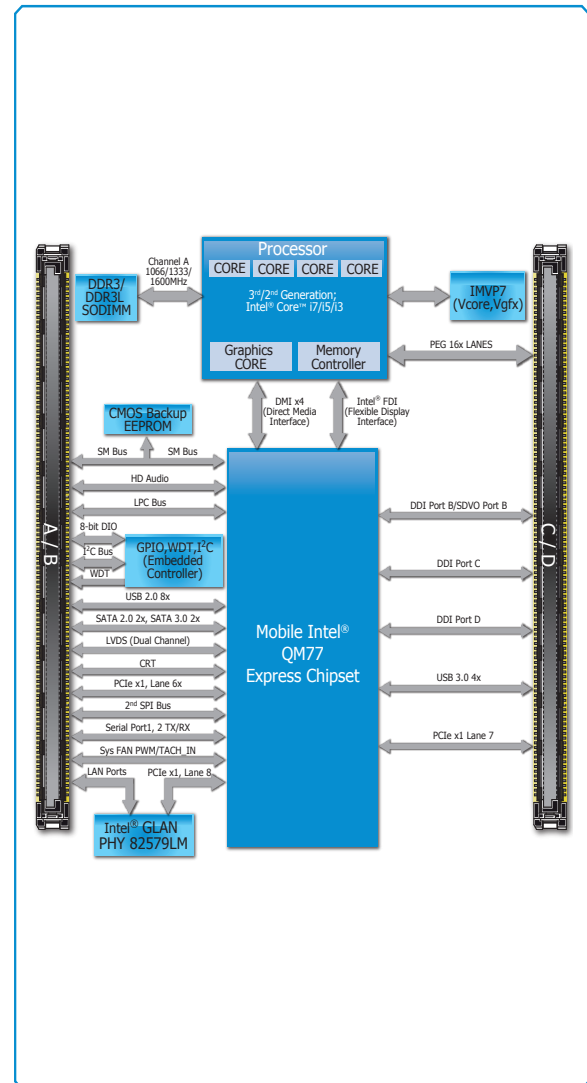 Processor
CORE CORE CORE CORE
3rd/2nd Generation;
Intel® Core™ i7/i5/i3
Graphics
CORE
Memory
Controller
Channel A
1066/1333/
1600MHz
DDR3/
DDR3L
SODIMM
IMVP7
(Vcore,Vgfx)
PEG 16x LANES
DMI x4
(Direct Media
Interface)
Intel® FDI
(Flexible Display
Interface)
CMOS Backup
EEPROM
SM Bus SM Bus
HD Audio
LPC Bus
8-bit DIO
I2C Bus
WDT
GPIO,WDT,I2C
(Embedded
Controller)
USB 2.0 8x
SATA 2.0 2x, SATA 3.0 2x
LVDS (Dual Channel)
CRT
PCIe x1, Lane 6x
2nd SPI Bus
Serial Port1, 2 TX/RX
Sys FAN PWM/TACH_IN
LAN Ports PCIe x1, Lane 8
Intel® GLAN
PHY 82579LM
Mobile Intel®
QM77
Express Chipset
DDI Port B/SDVO Port B
DDI Port C
DDI Port D
USB 3.0 4x
PCIe x1 Lane 7
A / B
C / D